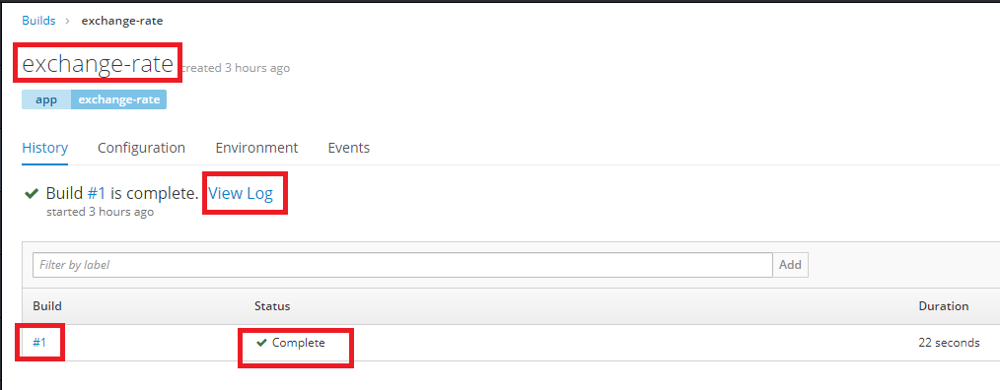 Builds › exchange-rate
exchange-rate created 3 hours ago
app exchange-rate
History Configuration Environment Events
Build #1 is complete. View Log
started 3 hours ago
Filter by label Add
Build Status Duration
#1 Complete 22 seconds